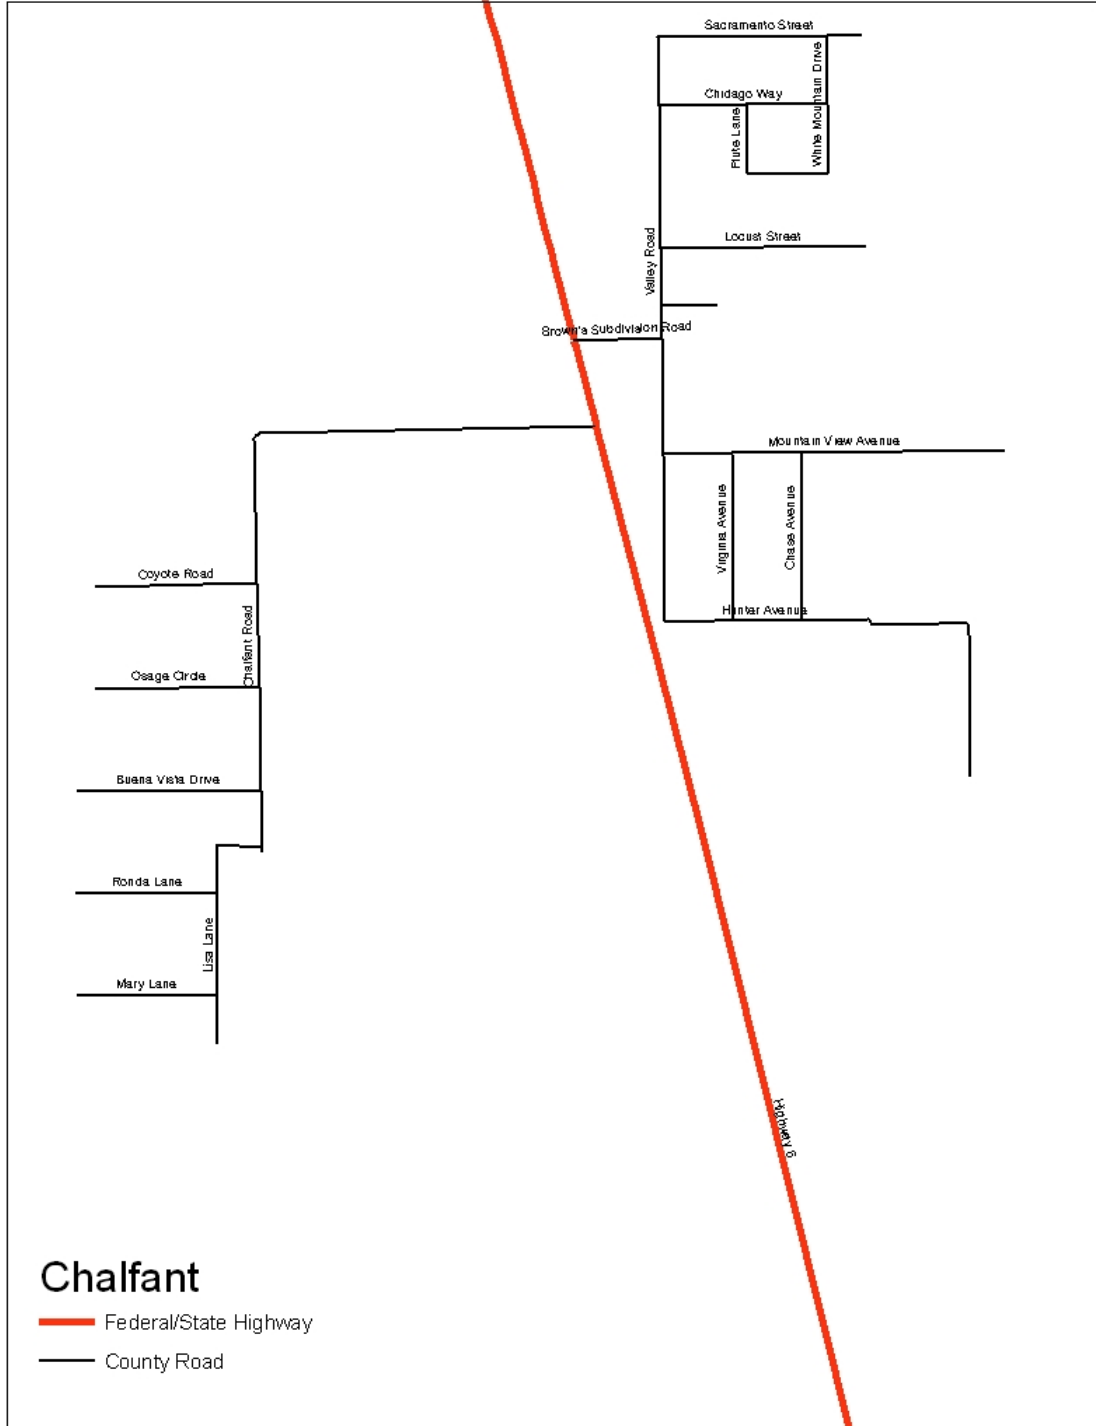 Sacramento Street
White Mountain Drive
Chidago Way
Piute Lane
Locust Street
Valley Road
Brown's Subdivision Road
Mountain View Avenue
Virginia Avenue
Chase Avenue
Hunter Avenue
Coyote Road
Chalfant Road
Osage Circle
Buena Vista Drive
Ronda Lane
Lisa Lane
Mary Lane
Highway 6
Chalfant
Federal/State Highway
County Road